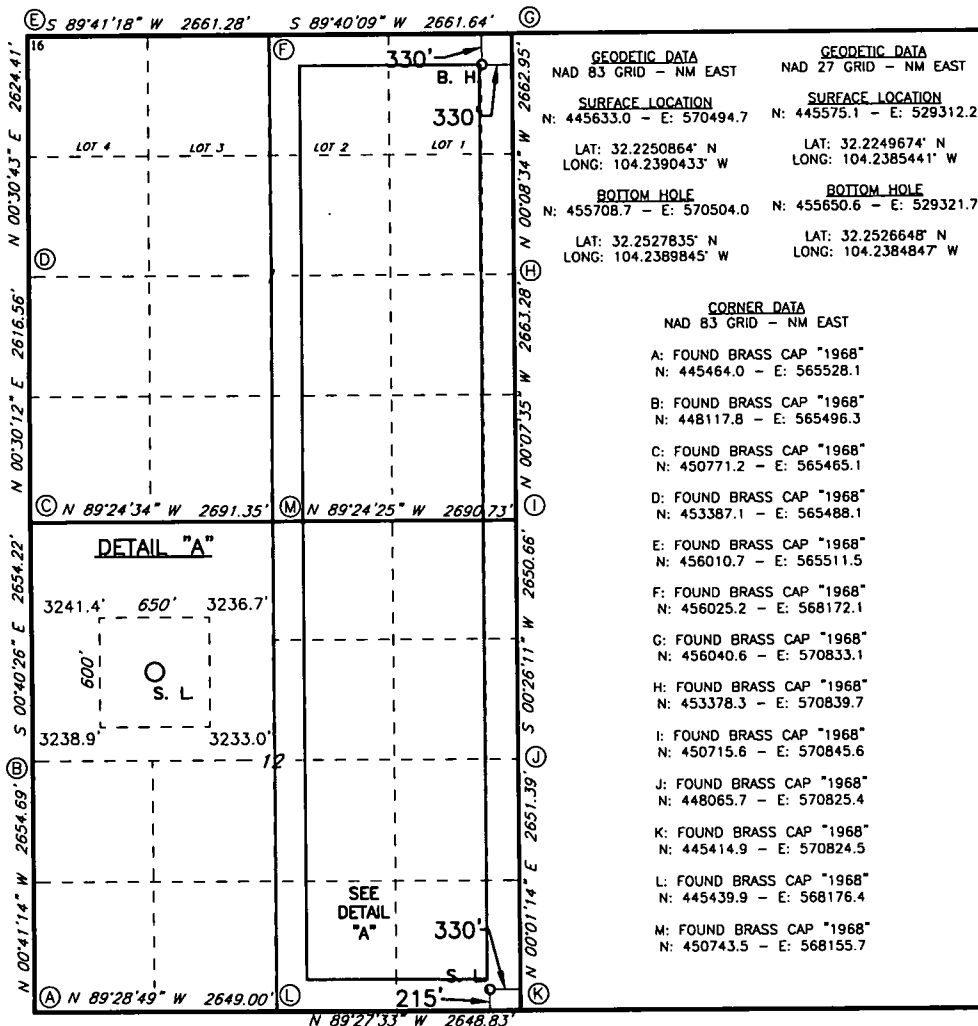 E S 89°41'18" W 2661.28' S 89°40'09" W 2661.64' G
16
F
330'
B. H
330'
N 00°30'43" E 2624.41'
N 00°08'34" W 2662.95'
LOT 4 LOT 3 LOT 2 LOT 1
D
H
N 00°30'12" E 2616.56'
N 00°07'35" W 2663.28'
C N 89°24'34" W 2691.35' M N 89°24'25" W 2690.73' I
DETAIL "A"
3241.4' 650' 3236.7'
600'
S. L.
3238.9' 3233.0'
S 00°40'26" E 2654.22'
S 00°26'11" W 2650.66'
B
12
J
N 00°41'14" W 2654.69'
N 00°01'14" E 2651.39'
SEE
DETAIL
"A"
330'
S. L
215'
A N 89°28'49" W 2649.00' L K
N 89°27'33" W 2648.83'
GEODETIC DATA
NAD 83 GRID - NM EAST
SURFACE LOCATION
N: 445633.0 - E: 570494.7
LAT: 32.2250864° N
LONG: 104.2390433° W
BOTTOM HOLE
N: 455708.7 - E: 570504.0
LAT: 32.2527835° N
LONG: 104.2389845° W
GEODETIC DATA
NAD 27 GRID - NM EAST
SURFACE LOCATION
N: 445575.1 - E: 529312.2
LAT: 32.2249674° N
LONG: 104.2385441° W
BOTTOM HOLE
N: 455650.6 - E: 529321.7
LAT: 32.2526648° N
LONG: 104.2384847° W
CORNER DATA
NAD 83 GRID - NM EAST
A: FOUND BRASS CAP "1968"
N: 445464.0 - E: 565528.1
B: FOUND BRASS CAP "1968"
N: 448117.8 - E: 565496.3
C: FOUND BRASS CAP "1968"
N: 450771.2 - E: 565465.1
D: FOUND BRASS CAP "1968"
N: 453387.1 - E: 565488.1
E: FOUND BRASS CAP "1968"
N: 456010.7 - E: 565511.5
F: FOUND BRASS CAP "1968"
N: 456025.2 - E: 568172.1
G: FOUND BRASS CAP "1968"
N: 456040.6 - E: 570833.1
H: FOUND BRASS CAP "1968"
N: 453378.3 - E: 570839.7
I: FOUND BRASS CAP "1968"
N: 450715.6 - E: 570845.6
J: FOUND BRASS CAP "1968"
N: 448065.7 - E: 570825.4
K: FOUND BRASS CAP "1968"
N: 445414.9 - E: 570824.5
L: FOUND BRASS CAP "1968"
N: 445439.9 - E: 568176.4
M: FOUND BRASS CAP "1968"
N: 450743.5 - E: 568155.7